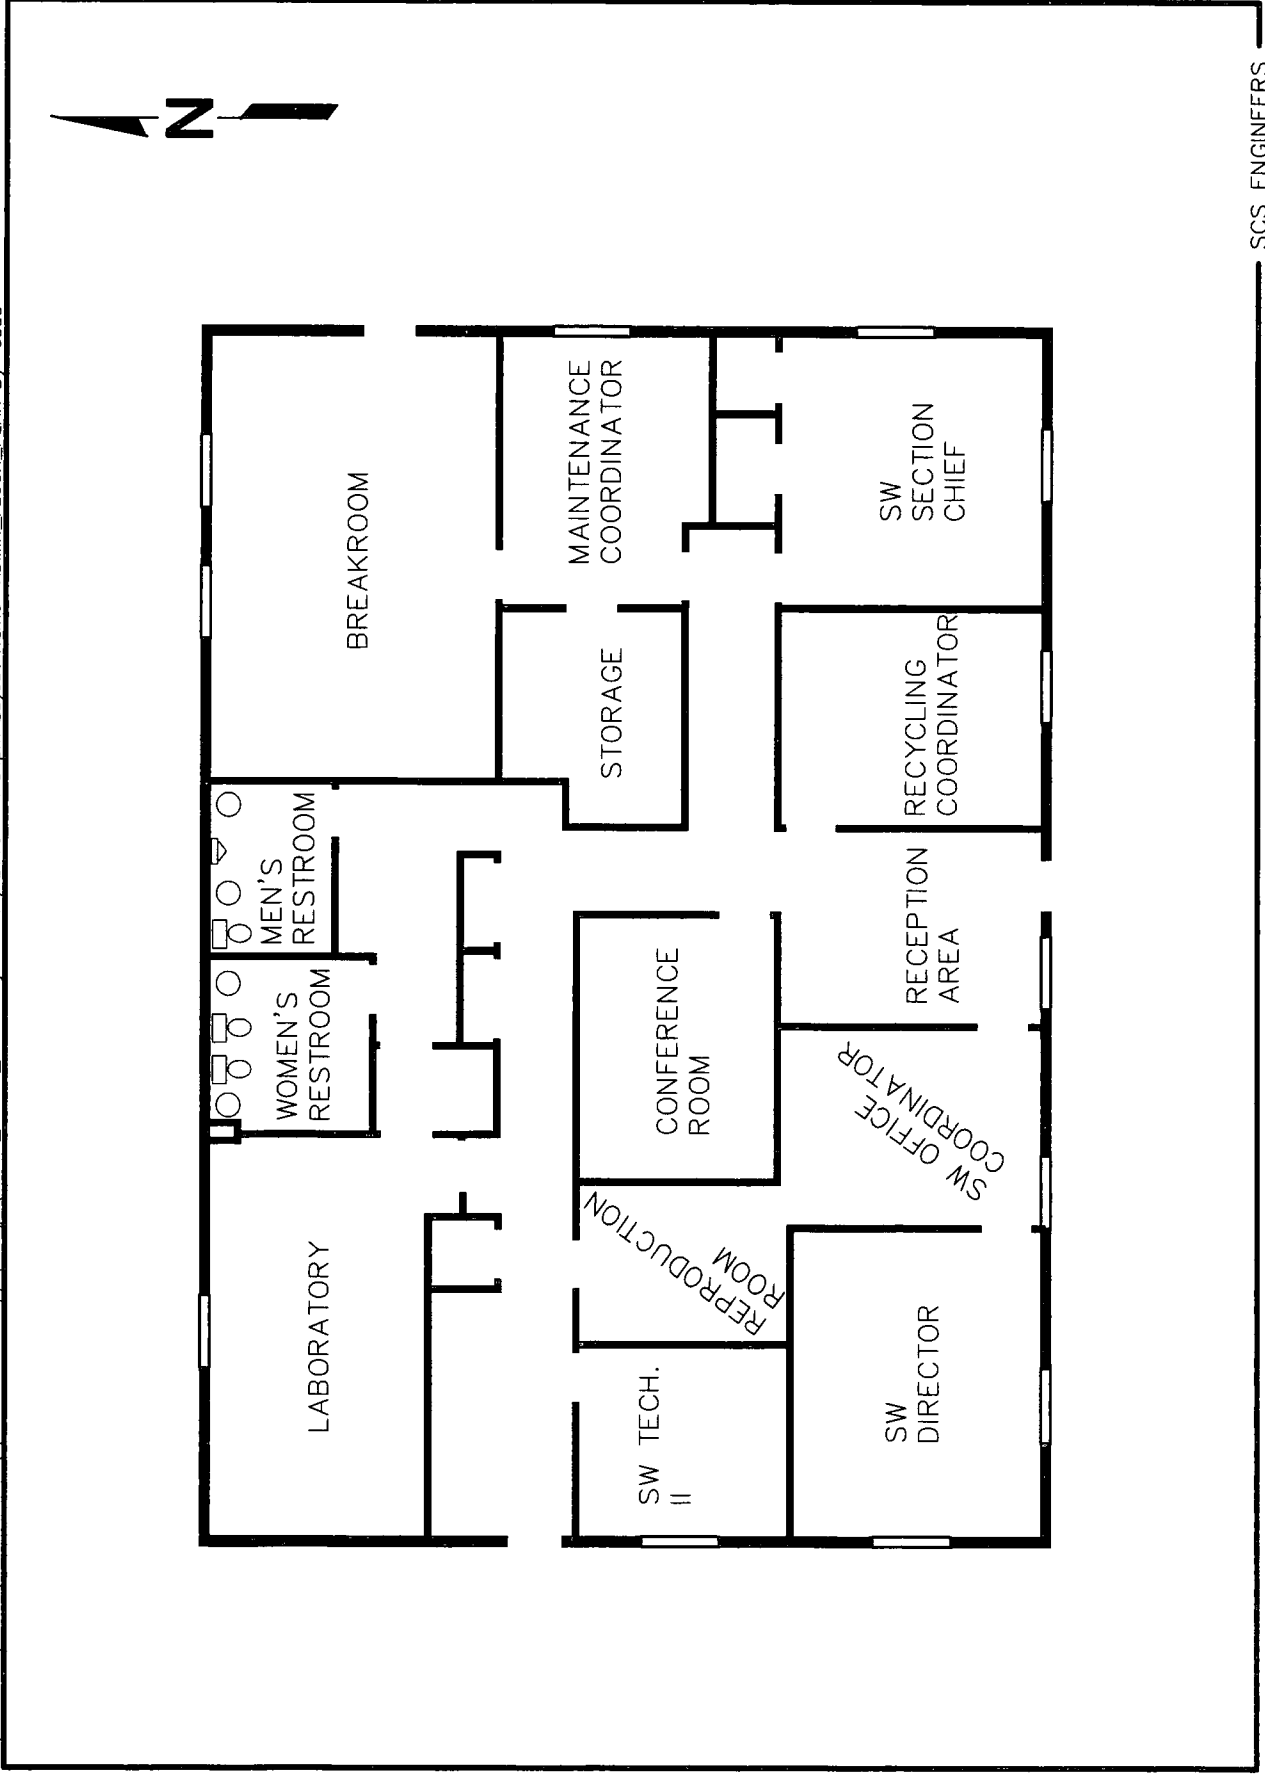 N
BREAKROOM
MAINTENANCE
COORDINATOR
SW
SECTION
CHIEF
STORAGE
RECYCLING
COORDINATOR
MEN'S
RESTROOM
RECEPTION
AREA
WOMEN'S
RESTROOM
CONFERENCE
ROOM
SW OFFICE
COORDINATOR
REPRODUCTION
ROOM
LABORATORY
SW TECH.
II
SW
DIRECTOR
SCS ENGINEERS